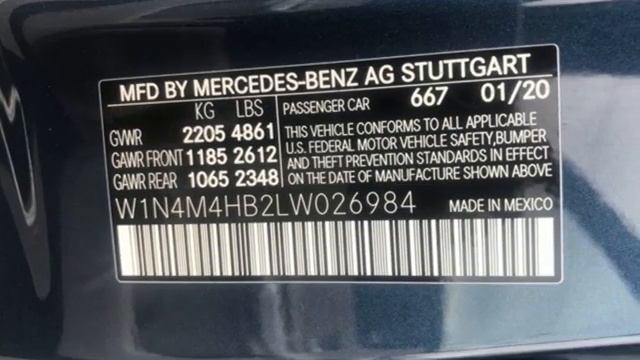 MFD BY MERCEDES-BENZ AG STUTTGART
KG LBS
GVWR 2205 4861
GAWR FRONT 1185 2612
GAWR REAR 1065 2348
PASSENGER CAR 667 01/20
THIS VEHICLE CONFORMS TO ALL APPLICABLE
U.S. FEDERAL MOTOR VEHICLE SAFETY, BUMPER
AND THEFT PREVENTION STANDARDS IN EFFECT
ON THE DATE OF MANUFACTURE SHOWN ABOVE
W1N4M4HB2LW026984 MADE IN MEXICO